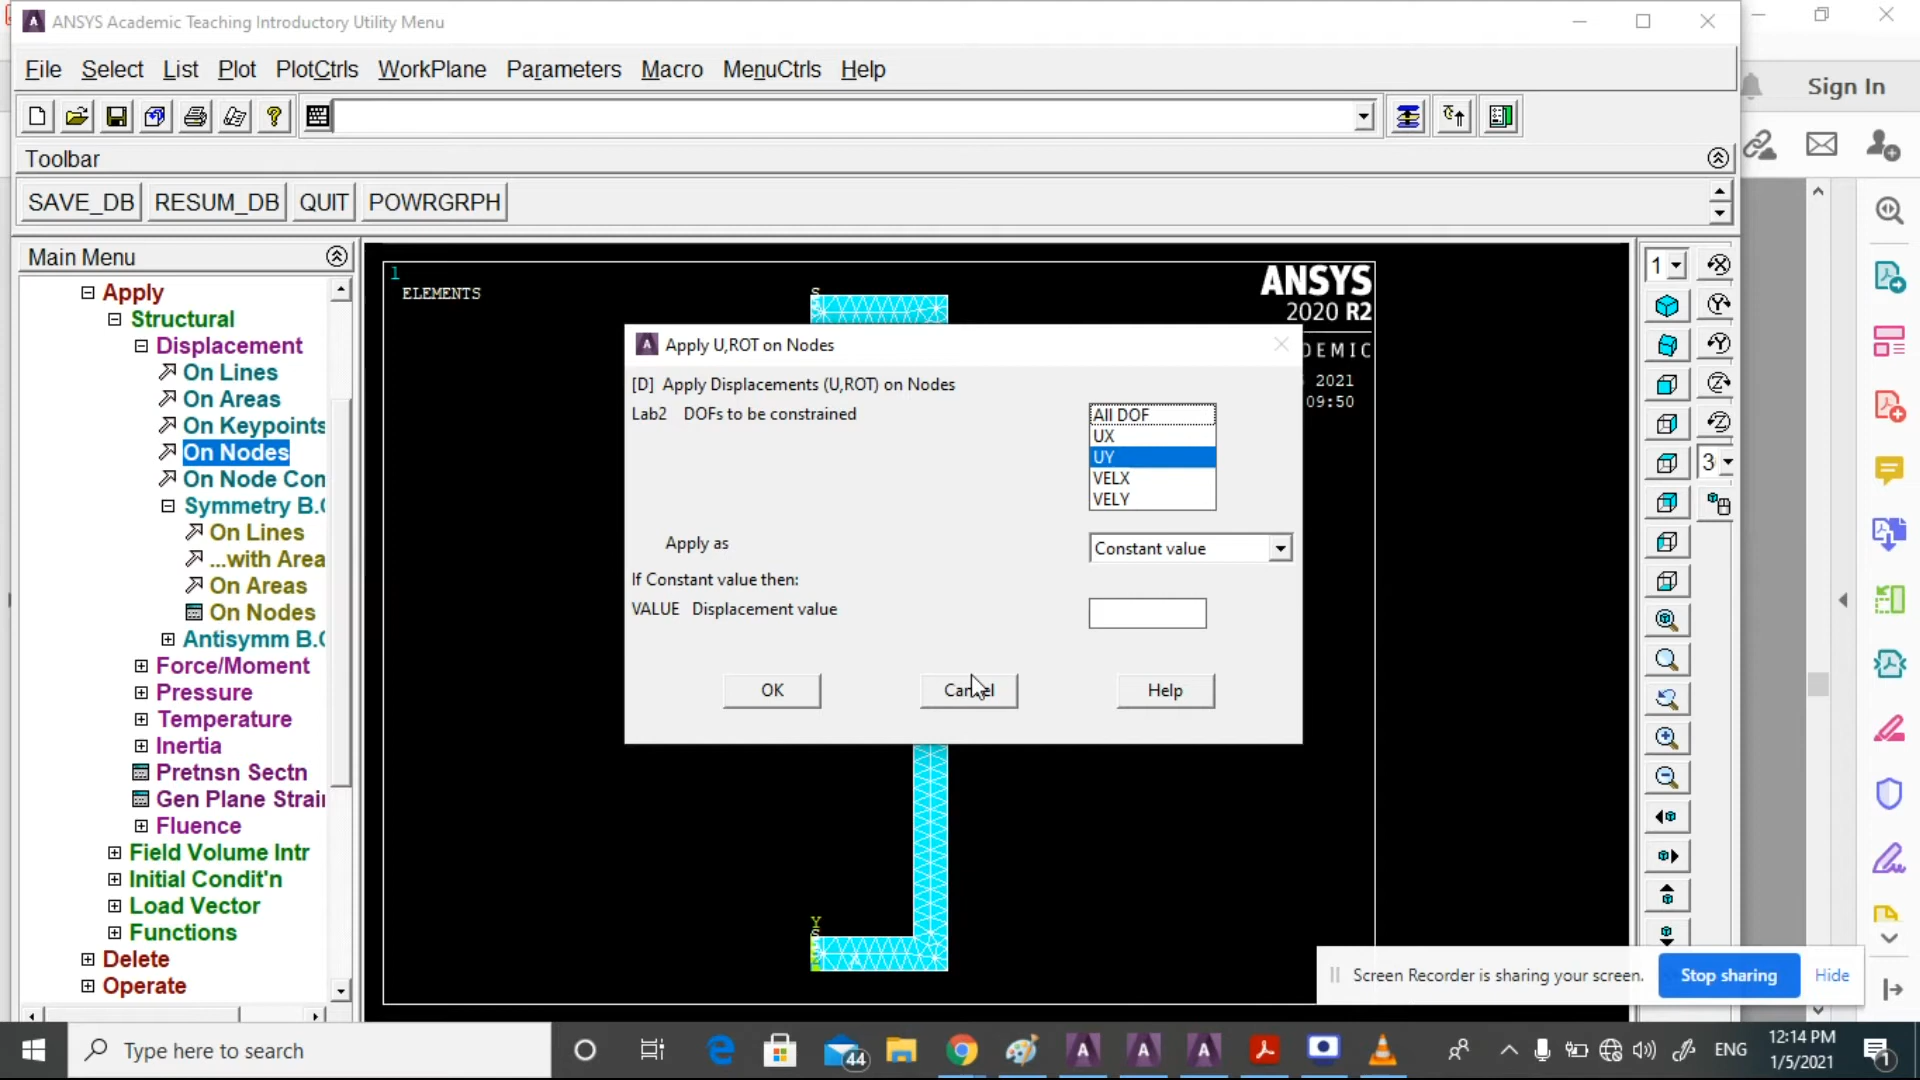 ANSYS Academic Teaching Introductory Utility Menu
File Select List Plot PlotCtrls WorkPlane Parameters Macro MenuCtrls Help
Sign In
Toolbar
SAVE_DB RESUM_DB QUIT POWRGRPH
Main Menu
Apply
Structural
Displacement
On Lines
On Areas
On Keypoints
On Nodes
On Node Com
Symmetry B.C
On Lines
...with Area
On Areas
On Nodes
Antisymm B.C
Force/Moment
Pressure
Temperature
Inertia
Pretnsn Sectn
Gen Plane Strain
Fluence
Field Volume Intr
Initial Condit'n
Load Vector
Functions
Delete
Operate
1
ELEMENTS
S
ANSYS
2020 R2
DEMIC
2021
09:50
Y
Apply U,ROT on Nodes
[D] Apply Displacements (U,ROT) on Nodes
Lab2 DOFs to be constrained
All DOF
UX
UY
VELX
VELY
Apply as
Constant value
If Constant value then:
VALUE Displacement value
OK Cancel Help
1
3
Screen Recorder is sharing your screen. Stop sharing Hide
Type here to search
44
ENG
12:14 PM
1/5/2021
1